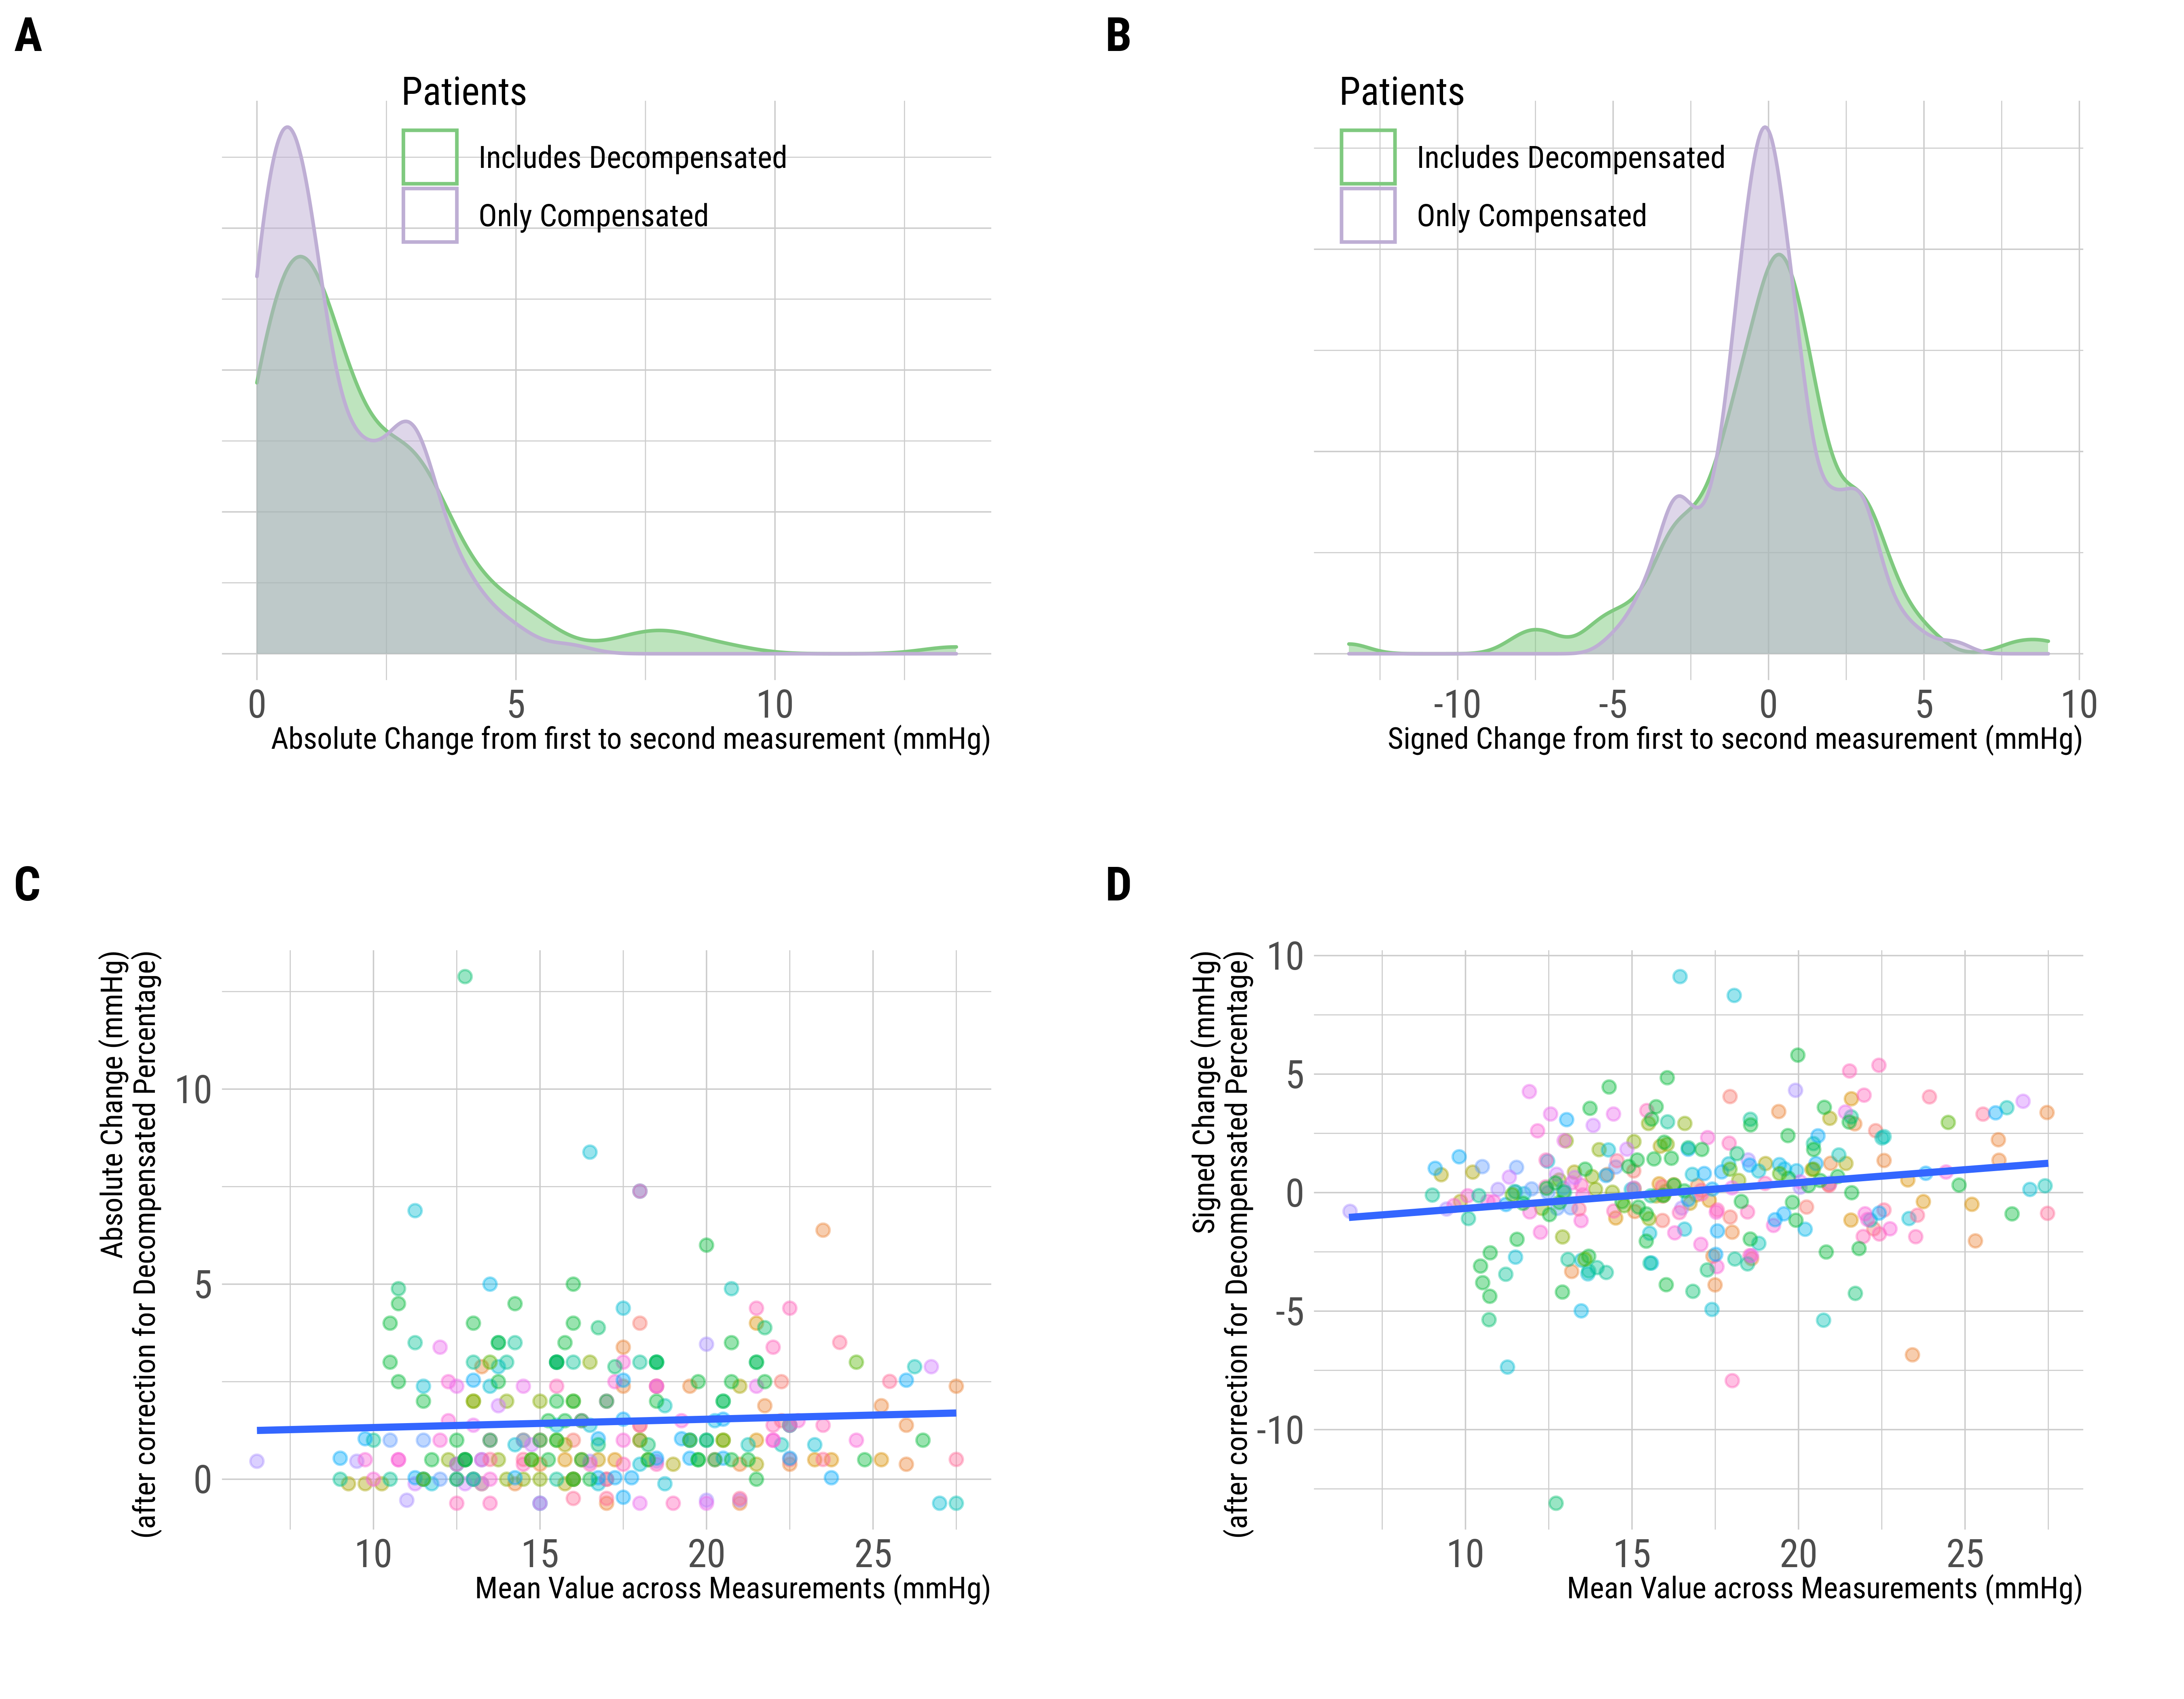 A
Patients
Includes Decompensated
Only Compensated
0 5 10
Absolute Change from first to second measurement (mmHg)
B
Patients
Includes Decompensated
Only Compensated
-10 -5 0 5 10
Signed Change from first to second measurement (mmHg)
C
Absolute Change (mmHg)
(after correction for Decompensated Percentage)
10
5
0
10 15 20 25
Mean Value across Measurements (mmHg)
D
Signed Change (mmHg)
(after correction for Decompensated Percentage)
10
5
0
-5
-10
10 15 20 25
Mean Value across Measurements (mmHg)